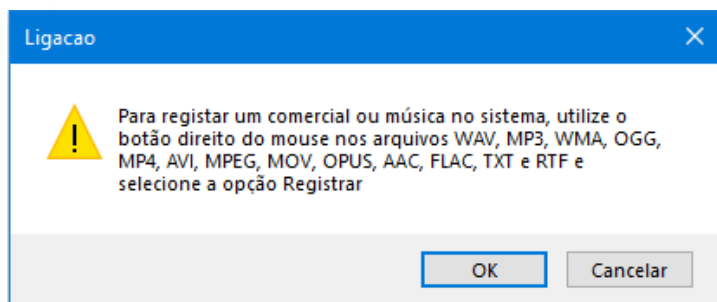 Ligacao
Para registar um comercial ou música no sistema, utilize o
botão direito do mouse nos arquivos WAV, MP3, WMA, OGG,
MP4, AVI, MPEG, MOV, OPUS, AAC, FLAC, TXT e RTF e
selecione a opção Registrar
OK
Cancelar